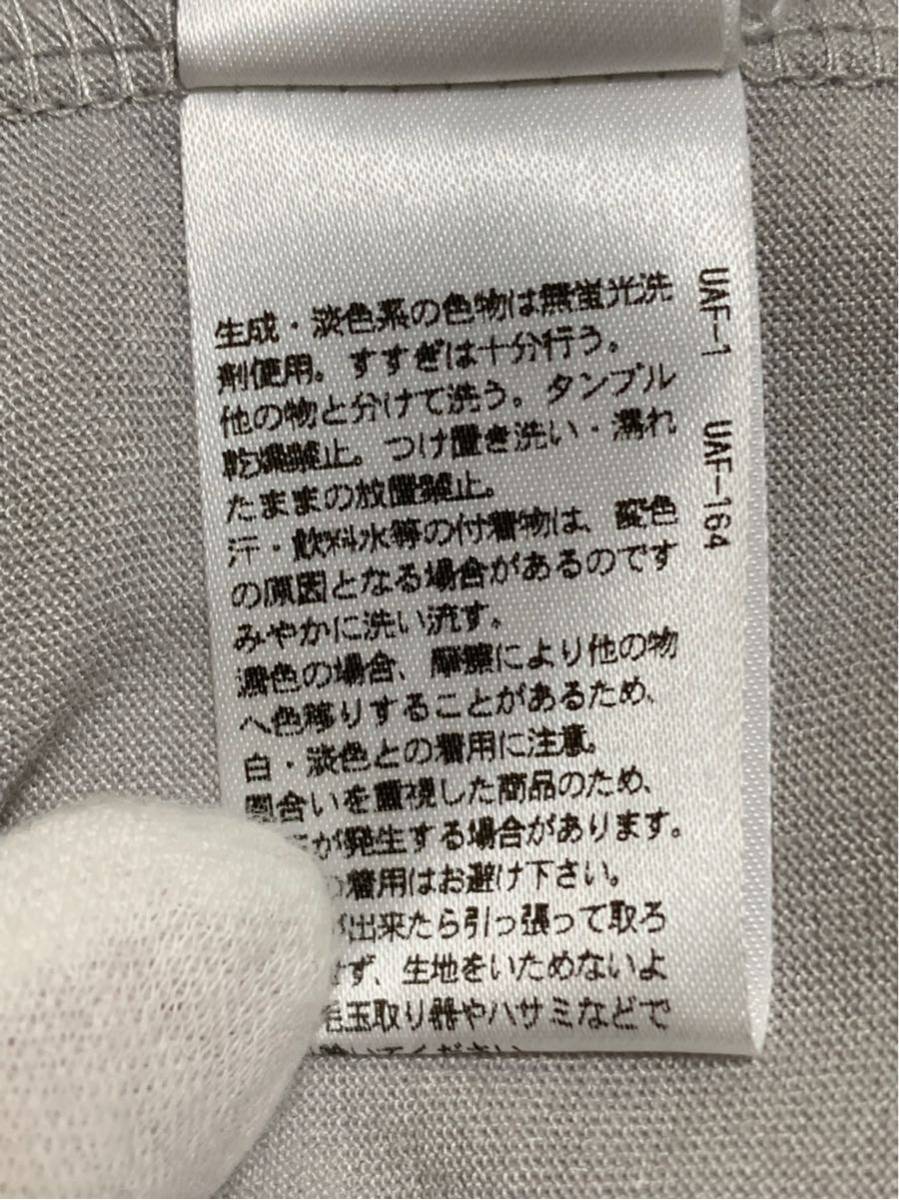 生成・淡色系の色物は無蛍光洗
剤使用。すすぎは十分行う。
他の物と分けて洗う。タンブル
乾燥禁止。つけ置き洗い・濡れ
たままの放置禁止。
汗・飲料水等の付着物は、変色
の原因となる場合があるのです
みやかに洗い流す。
濃色の場合、摩擦により他の物
へ色移りすることがあるため、
白・淡色との着用に注意。
風合いを重視した商品のため、
が発生する場合があります。
の着用はお避け下さい。
が出来たら引っ張って取ろ
せず、生地をいためないよ
毛玉取り器やハサミなどで
いてください
UAF-1 UAF-164